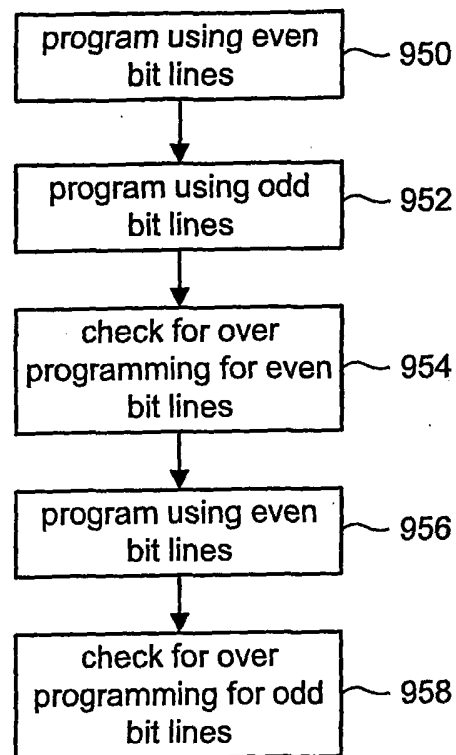 program using even
bit lines
950
program using odd
bit lines
952
check for over
programming for even
bit lines
954
program using even
bit lines
956
check for over
programming for odd
bit lines
958